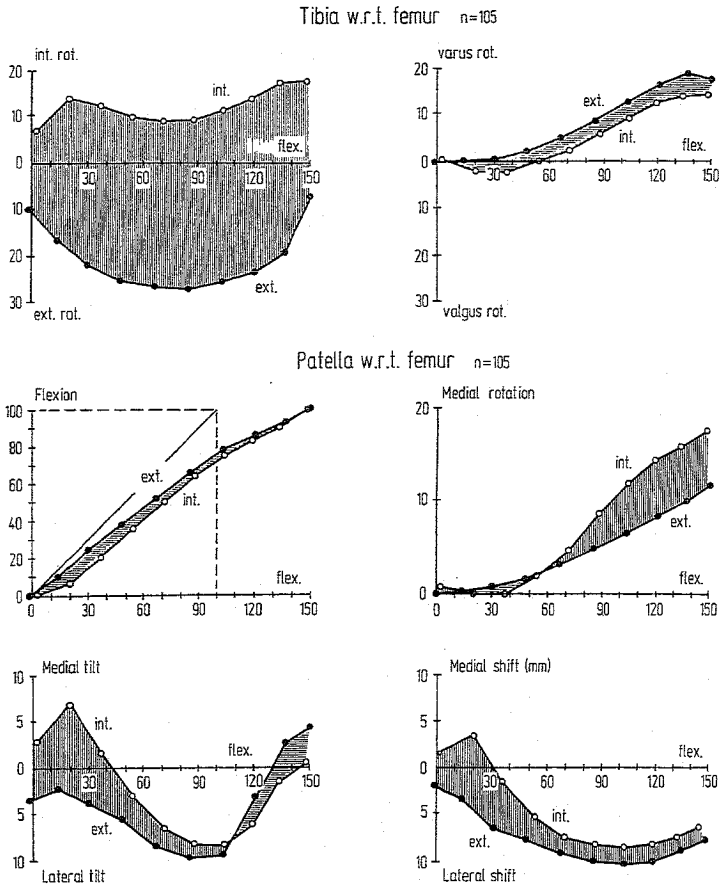 Tibia w.r.t. femur n=105
int. rot.
20
10
0
10
20
30
30
60
90
120
150
int.
flex.
ext.
ext. rot.
varus rot.
20
10
0
10
20
30
30
60
90
120
150
ext.
int.
flex.
valgus rot.
Patella w.r.t. femur n=105
Flexion
100
80
60
40
20
0
ext.
int.
flex.
0
30
60
90
120
150
Medial rotation
20
10
0
int.
ext.
flex.
0
30
60
90
120
150
Medial tilt
10
5
0
5
10
int.
flex.
30
60
90
120
150
ext.
Lateral tilt
Medial shift (mm)
10
5
0
5
10
flex.
30
60
90
120
150
int.
ext.
Lateral shift